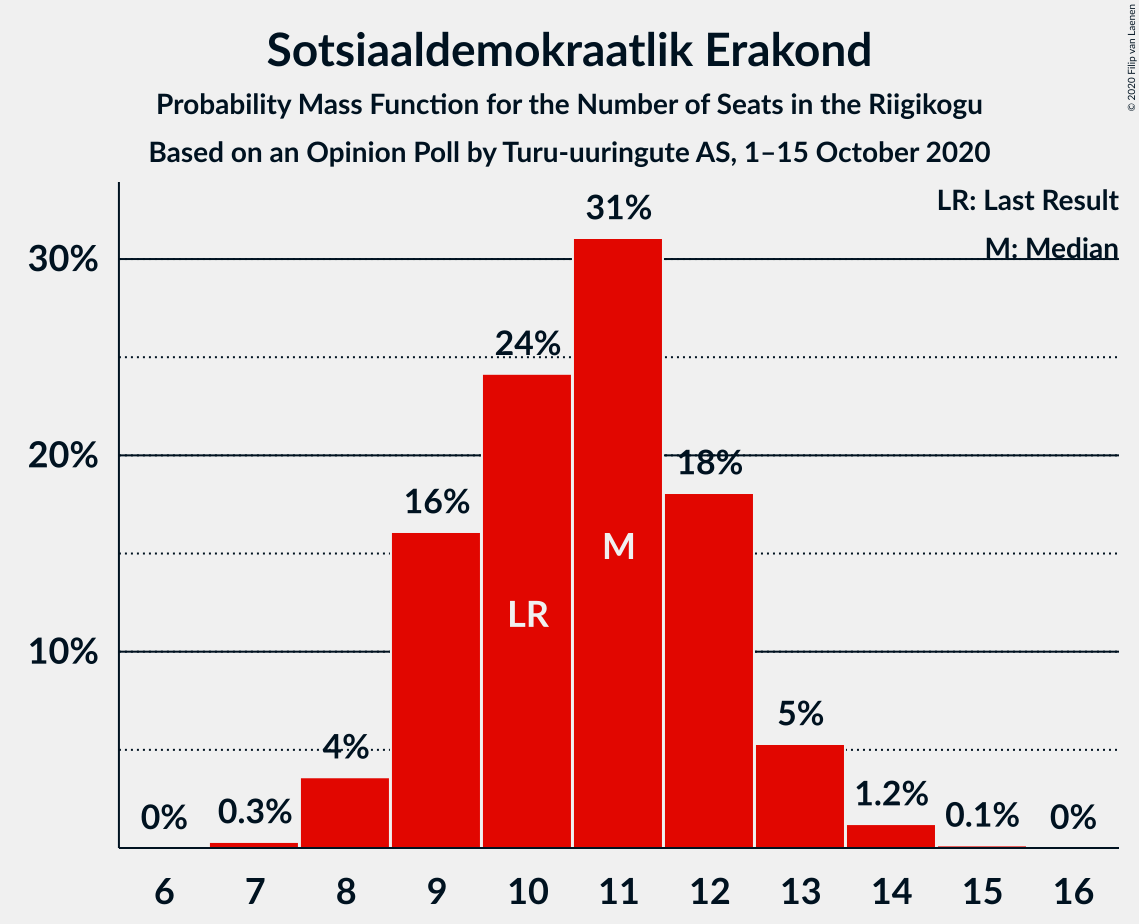 Sotsiaaldemokraatlik Erakond
Probability Mass Function for the Number of Seats in the Riigikogu
Based on an Opinion Poll by Turu-uuringute AS, 1–15 October 2020
© 2020 Filip van Laenen
LR: Last Result
M: Median
30%
20%
10%
0%
0.3%
4%
16%
24%
31%
18%
5%
1.2%
0.1%
0%
LR
M
6 7 8 9 10 11 12 13 14 15 16